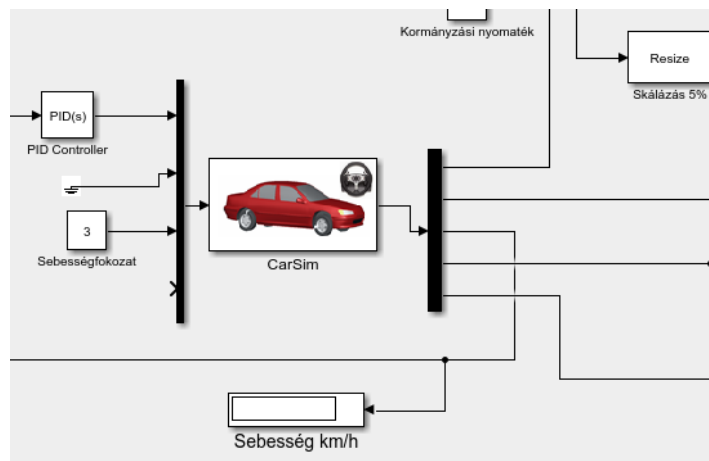 Kormányzási nyomaték
Resize
Skálázás 5%
PID(s)
PID Controller
3
Sebességfokozat
CarSim
Sebesség km/h